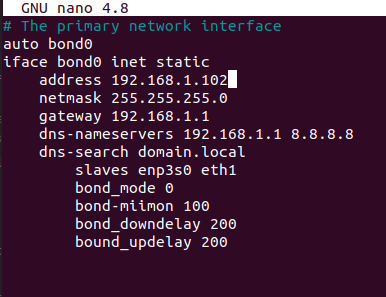 GNU nano 4.8
# The primary network interface
auto bond0
iface bond0 inet static
address 192.168.1.102
netmask 255.255.255.0
gateway 192.168.1.1
dns-nameservers 192.168.1.1 8.8.8.8
dns-search domain.local
slaves enp3s0 eth1
bond_mode 0
bond-miimon 100
bond_downdelay 200
bound_updelay 200